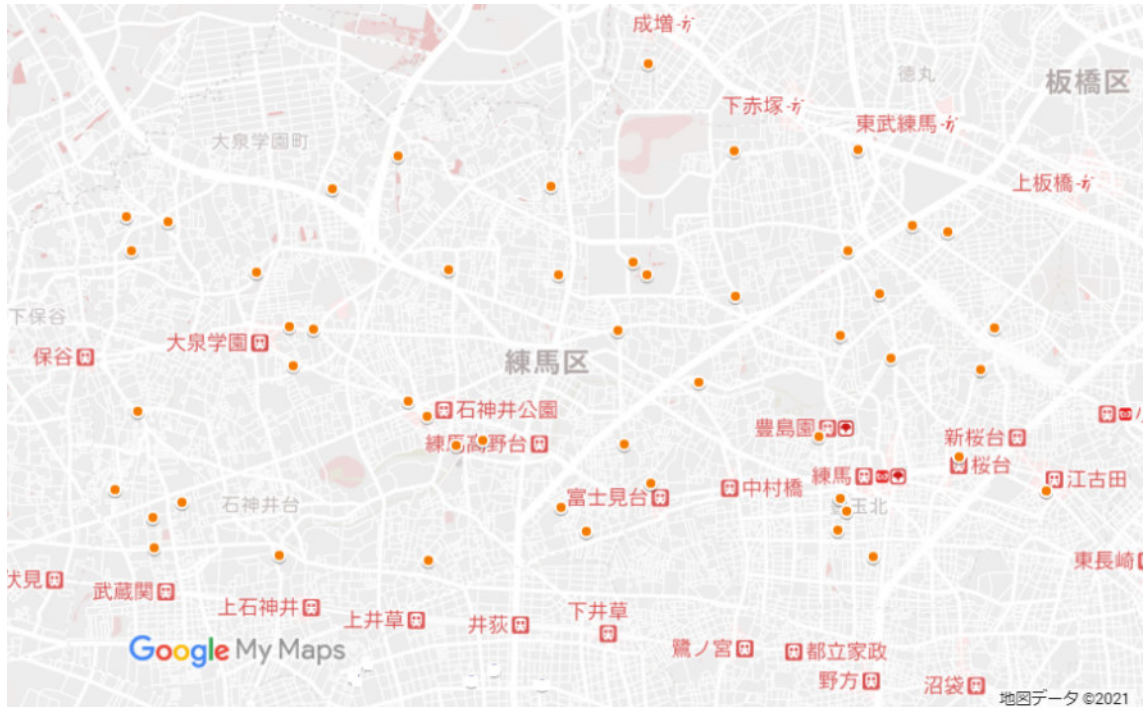 成増
徳丸
板橋区
下赤塚
東武練馬
大泉学園町
上板橋
下保谷
保谷
大泉学園
練馬区
石神井公園
豊島園
新桜台
練馬高野台
桜台
練馬
江古田
中村橋
富士見台
石神井台
東長崎
伏見
武蔵関
上石神井
上井草
井荻
下井草
鷺ノ宮
都立家政
野方
沼袋
Google My Maps
地図データ ©2021